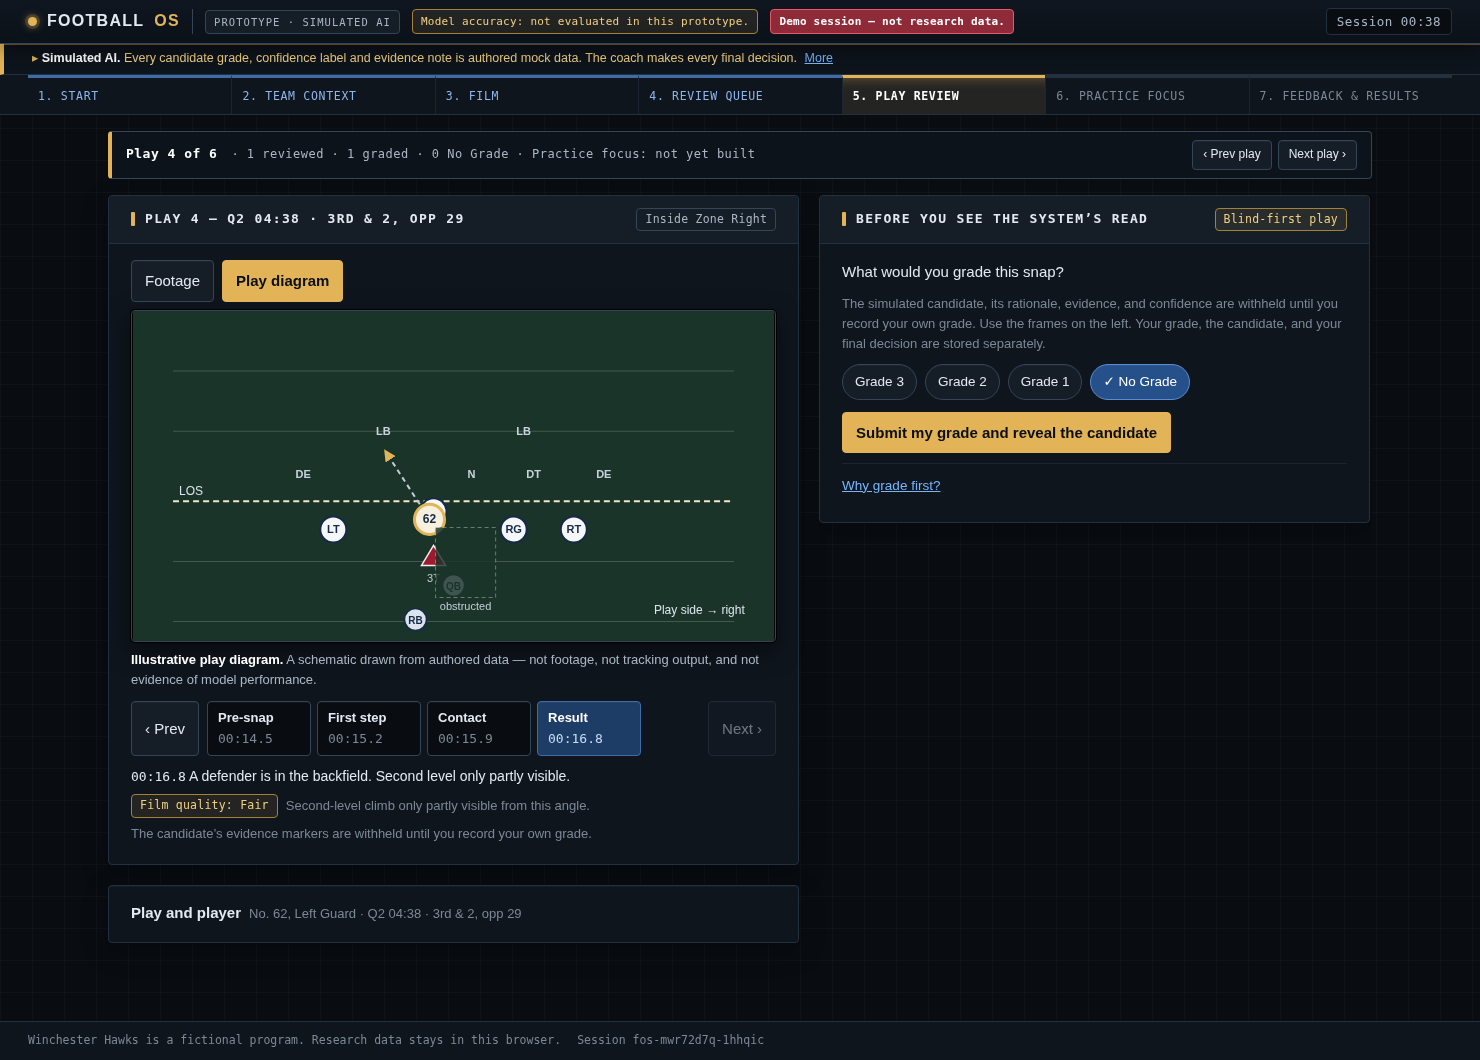 FOOTBALL OS
PROTOTYPE · SIMULATED AI
Model accuracy: not evaluated in this prototype.
Demo session — not research data.
Session 00:38
▸ Simulated AI. Every candidate grade, confidence label and evidence note is authored mock data. The coach makes every final decision. More
1. START
2. TEAM CONTEXT
3. FILM
4. REVIEW QUEUE
5. PLAY REVIEW
6. PRACTICE FOCUS
7. FEEDBACK & RESULTS
Play 4 of 6 · 1 reviewed · 1 graded · 0 No Grade · Practice focus: not yet built
‹ Prev play
Next play ›
PLAY 4 — Q2 04:38 · 3RD & 2, OPP 29
Inside Zone Right
Footage
Play diagram
LB
LB
DE
N
DT
DE
LOS
62
LT
RG
RT
QB
obstructed
RB
Play side → right
Illustrative play diagram. A schematic drawn from authored data — not footage, not tracking output, and not
evidence of model performance.
‹ Prev
Pre-snap
00:14.5
First step
00:15.2
Contact
00:15.9
Result
00:16.8
Next ›
00:16.8 A defender is in the backfield. Second level only partly visible.
Film quality: Fair
Second-level climb only partly visible from this angle.
The candidate’s evidence markers are withheld until you record your own grade.
Play and player No. 62, Left Guard · Q2 04:38 · 3rd & 2, opp 29
BEFORE YOU SEE THE SYSTEM’S READ
Blind-first play
What would you grade this snap?
The simulated candidate, its rationale, evidence, and confidence are withheld until you
record your own grade. Use the frames on the left. Your grade, the candidate, and your
final decision are stored separately.
Grade 3
Grade 2
Grade 1
✓ No Grade
Submit my grade and reveal the candidate
Why grade first?
Winchester Hawks is a fictional program. Research data stays in this browser.
Session fos-mwr72d7q-1hhqic